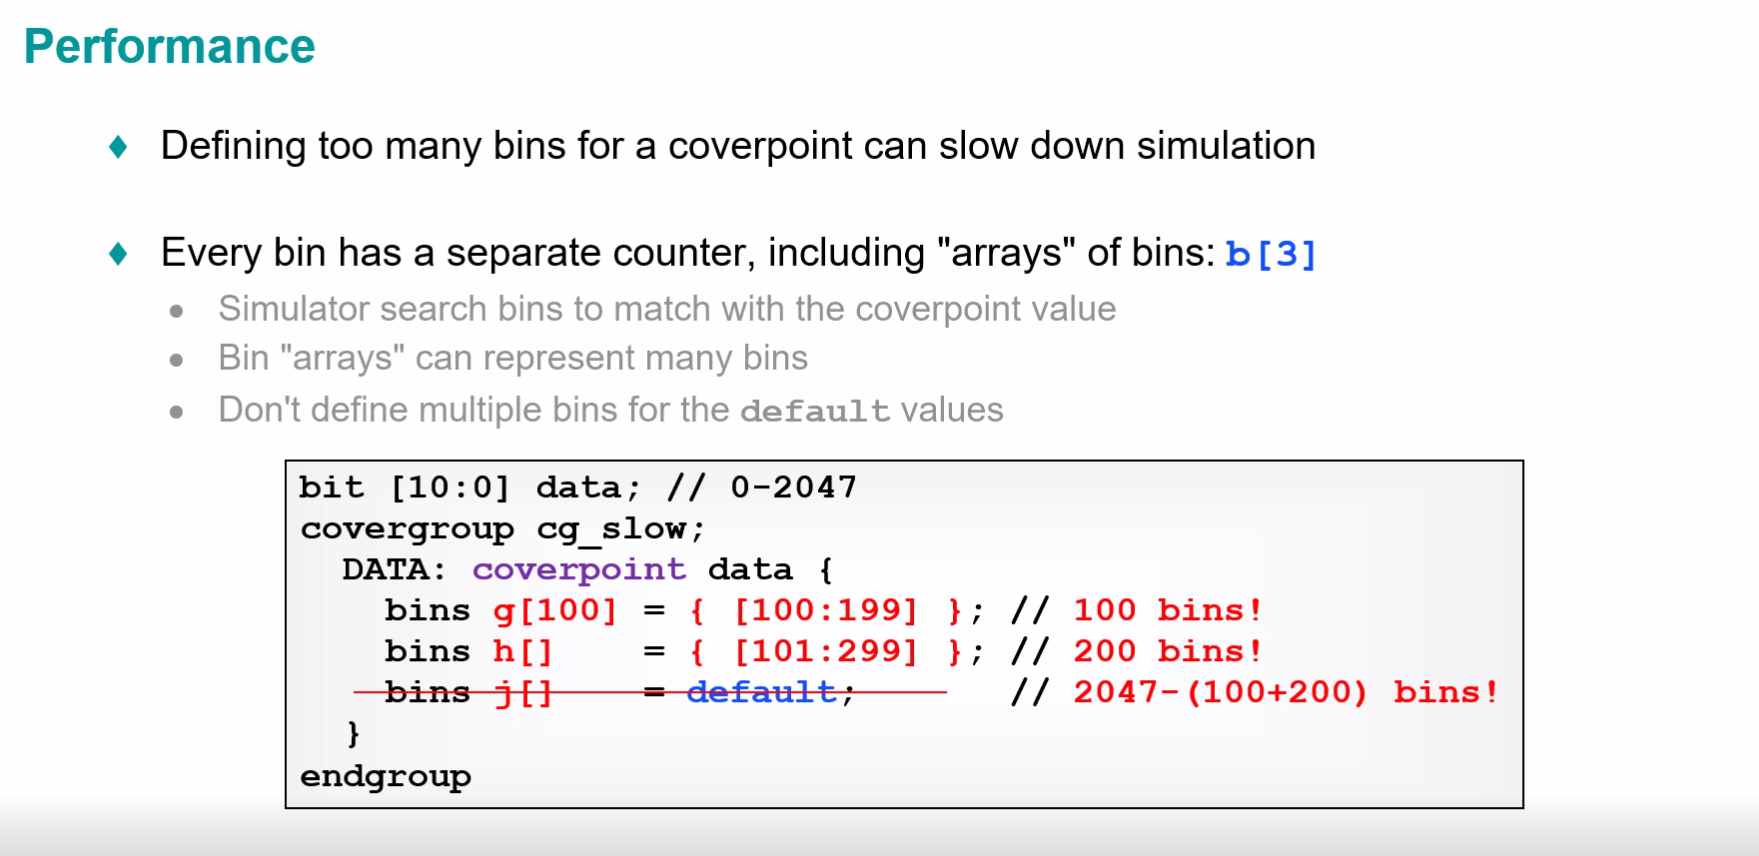 Performance
Defining too many bins for a coverpoint can slow down simulation
Every bin has a separate counter, including "arrays" of bins: b[3]
Simulator search bins to match with the coverpoint value
Bin "arrays" can represent many bins
Don't define multiple bins for the default values
bit [10:0] data; // 0-2047
covergroup cg_slow;
DATA: coverpoint data {
bins g[100] = { [100:199] }; // 100 bins!
bins h[] = { [101:299] }; // 200 bins!
bins j[] = default; // 2047-(100+200) bins!
}
endgroup